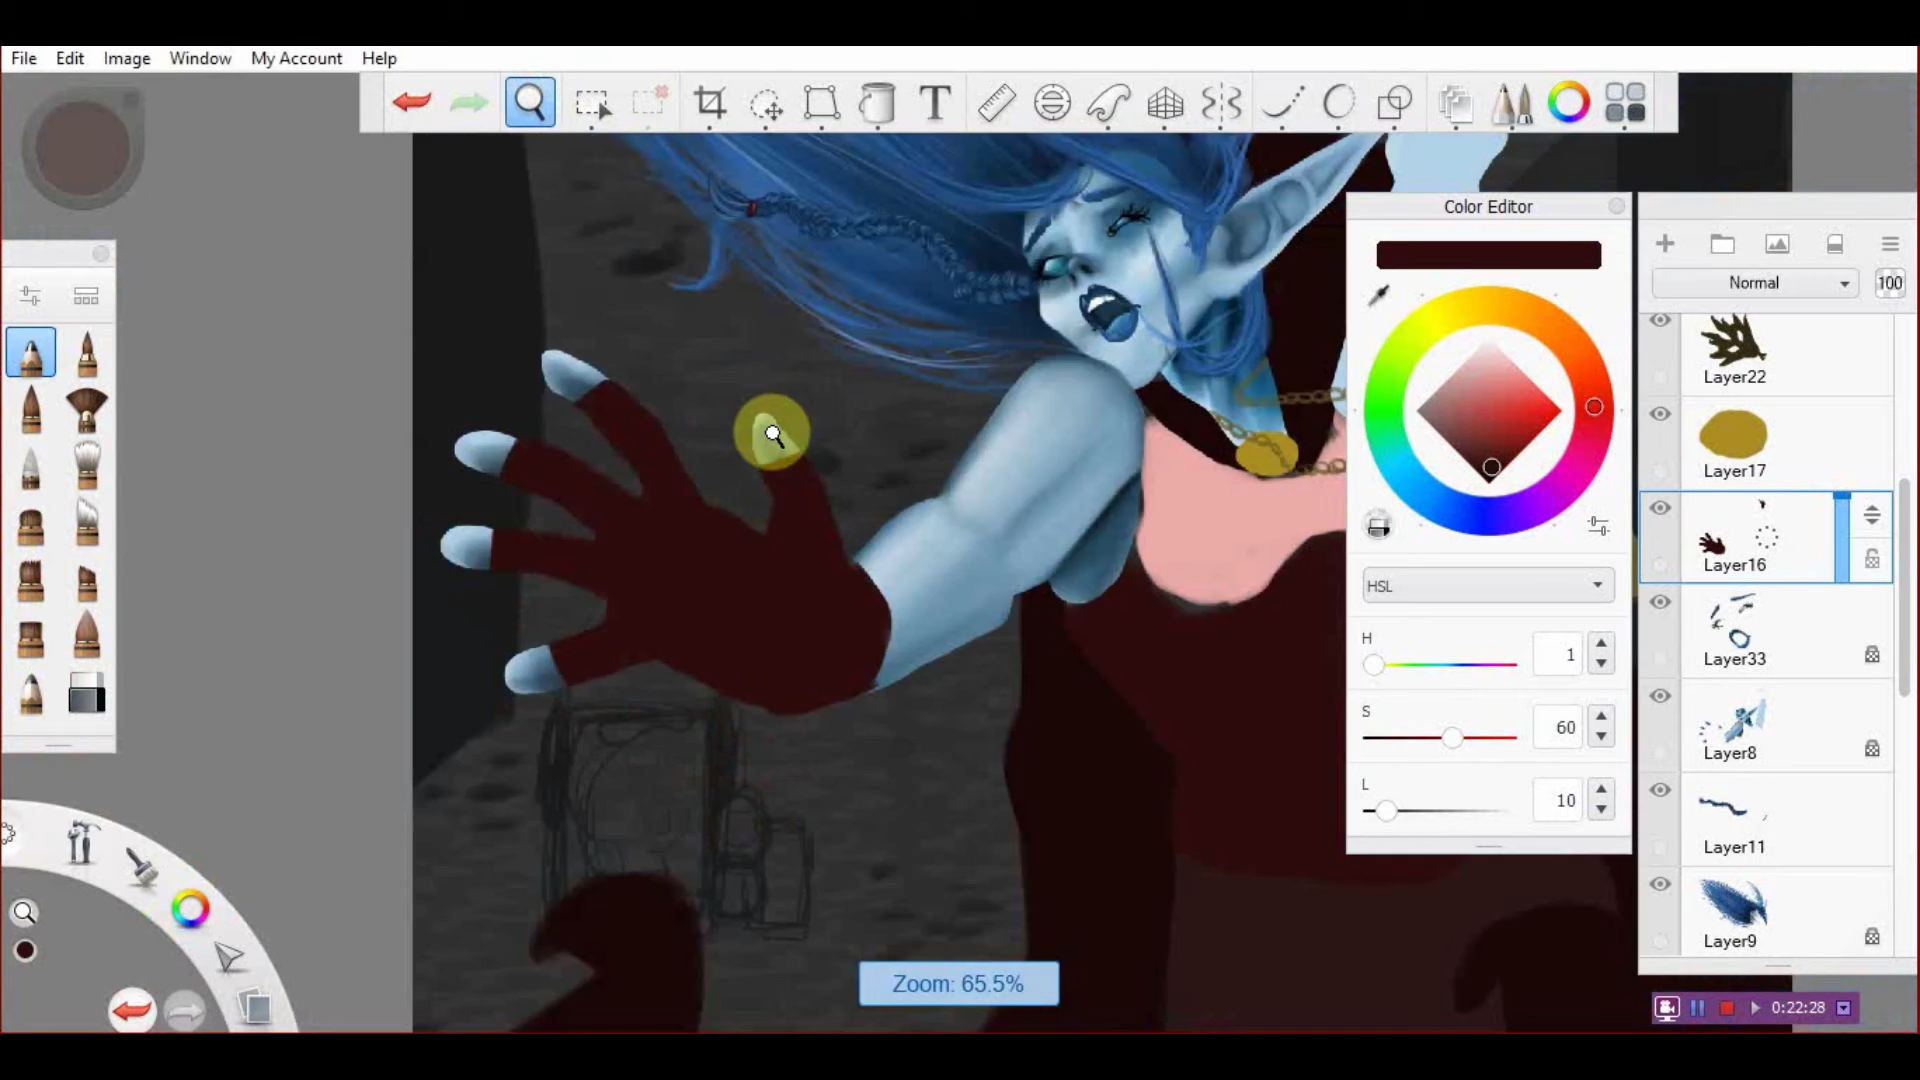 File Edit Image Window My Account Help
T
Color Editor
Normal 100
Layer22
Layer17
Layer16
Layer33
Layer8
Layer11
Layer9
HSL
H 1
S 60
L 10
Zoom: 65.5%
0:22:28